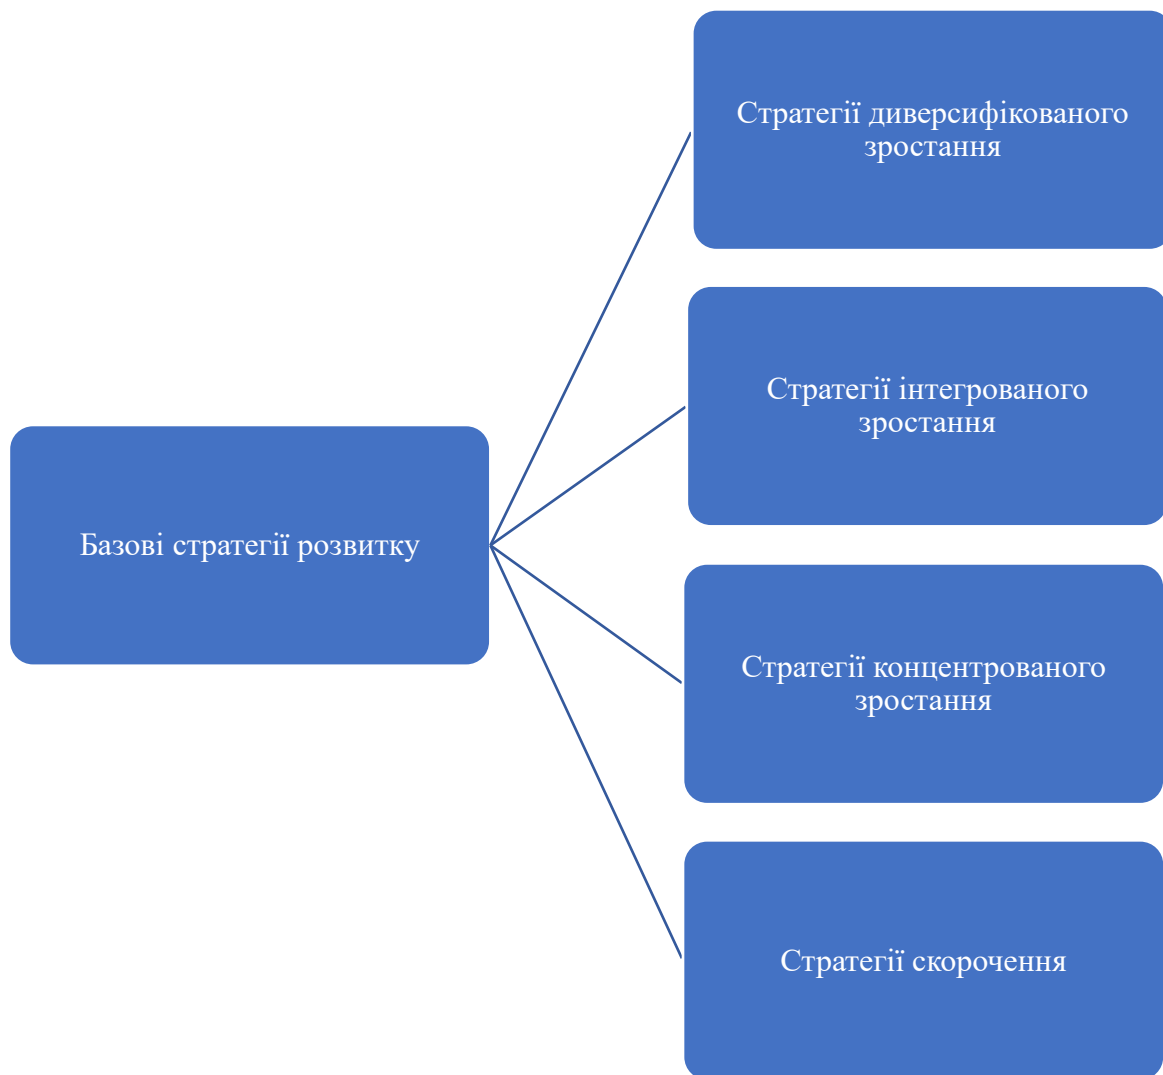 Стратегії диверсифікованого
зростання
Стратегії інтегрованого
зростання
Базові стратегії розвитку
Стратегії концентрованого
зростання
Стратегії скорочення